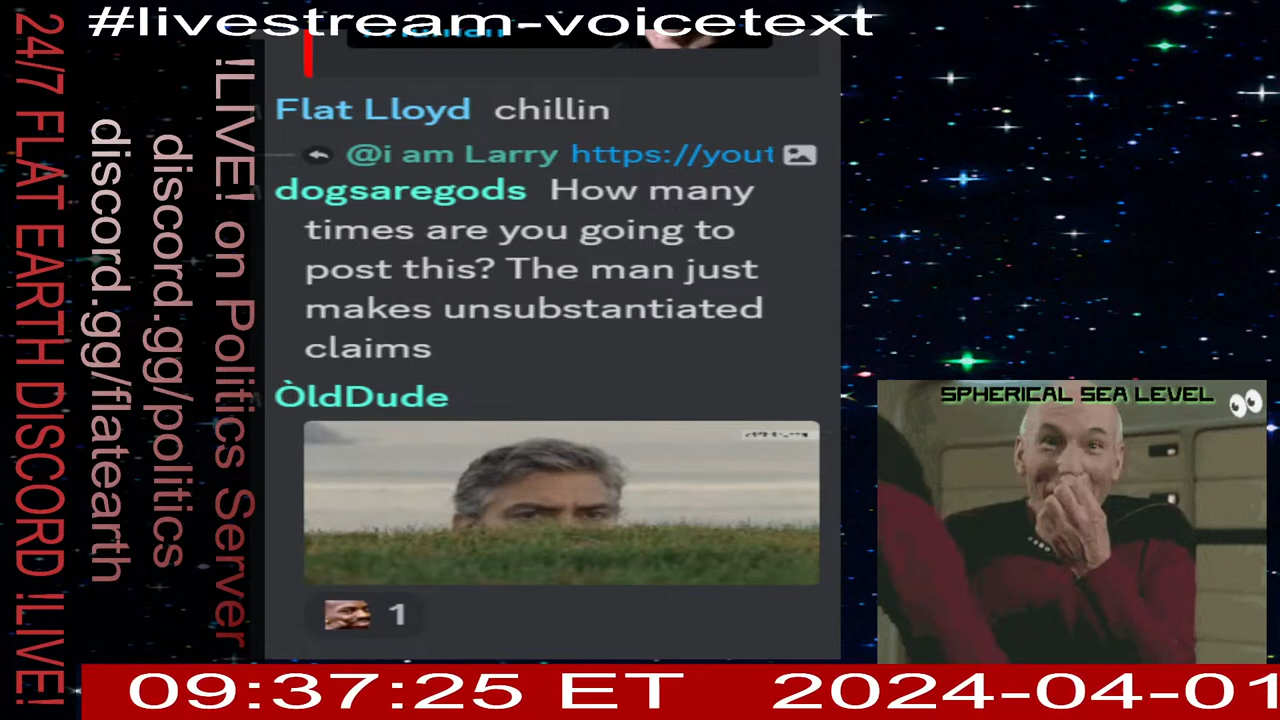 #livestream-voicetext
24/7 FLAT EARTH DISCORD !LIVE!
discord.gg/flatearth
discord.gg/politics
!LIVE! on Politics Server
Flat Lloyd chillin
@i am Larry https://yout
dogsaregods How many
times are you going to
post this? The man just
makes unsubstantiated
claims
ÒldDude
1
SPHERICAL SEA LEVEL
09:37:25 ET 2024-04-01